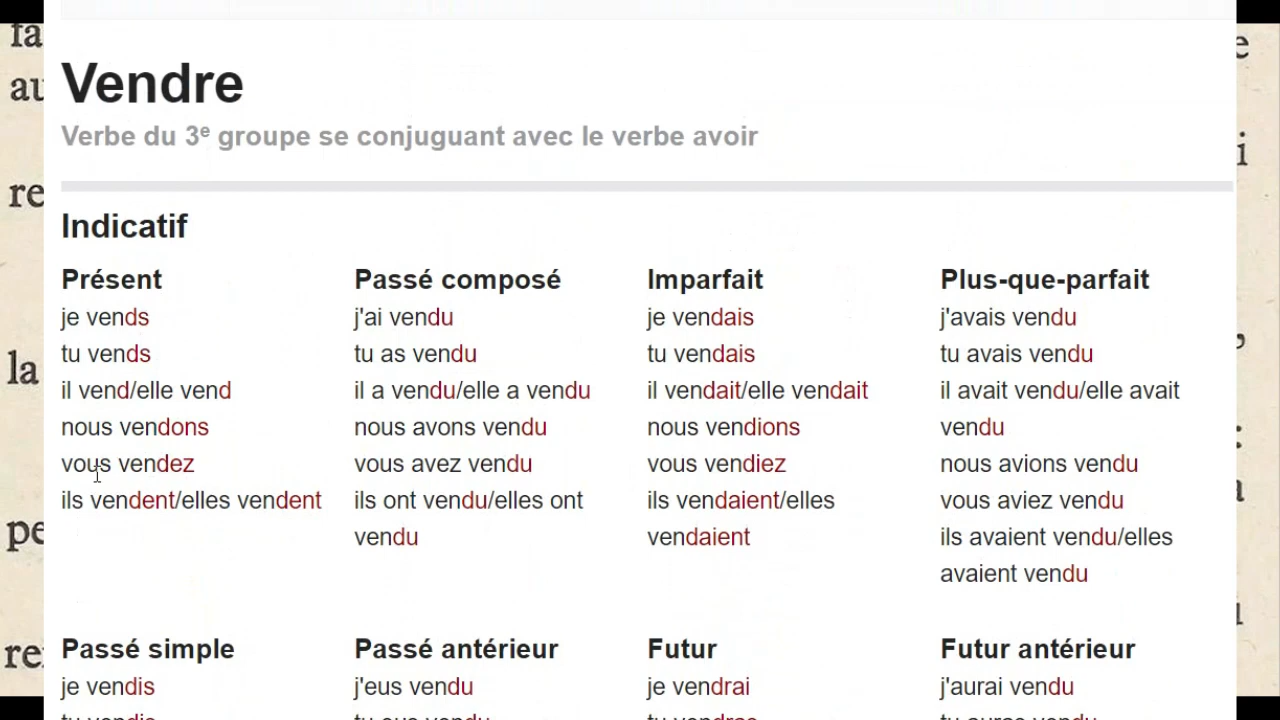 Vendre
Verbe du 3e groupe se conjuguant avec le verbe avoir
Indicatif
Présent
je vends
tu vends
il vend/elle vend
nous vendons
vous vendez
ils vendent/elles vendent
Passé composé
j'ai vendu
tu as vendu
il a vendu/elle a vendu
nous avons vendu
vous avez vendu
ils ont vendu/elles ont
vendu
Imparfait
je vendais
tu vendais
il vendait/elle vendait
nous vendions
vous vendiez
ils vendaient/elles
vendaient
Plus-que-parfait
j'avais vendu
tu avais vendu
il avait vendu/elle avait
vendu
nous avions vendu
vous aviez vendu
ils avaient vendu/elles
avaient vendu
Passé simple
je vendis
Passé antérieur
j'eus vendu
Futur
je vendrai
Futur antérieur
j'aurai vendu